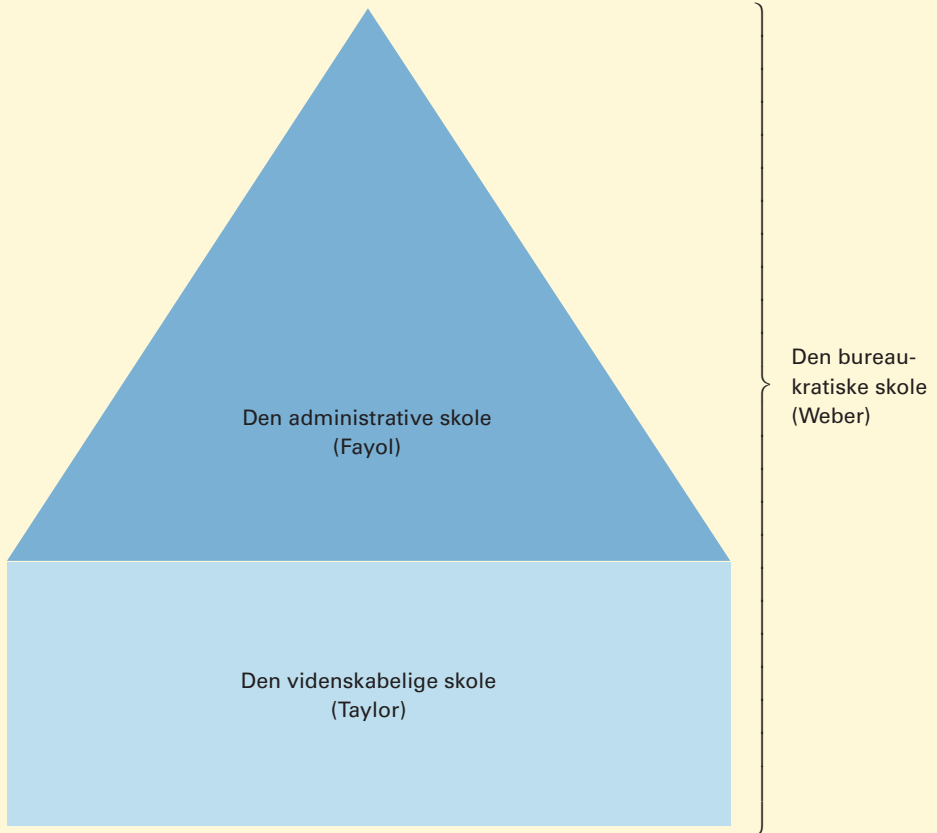 Den administrative skole
(Fayol)
Den videnskabelige skole
(Taylor)
Den bureau-
kratiske skole
(Weber)